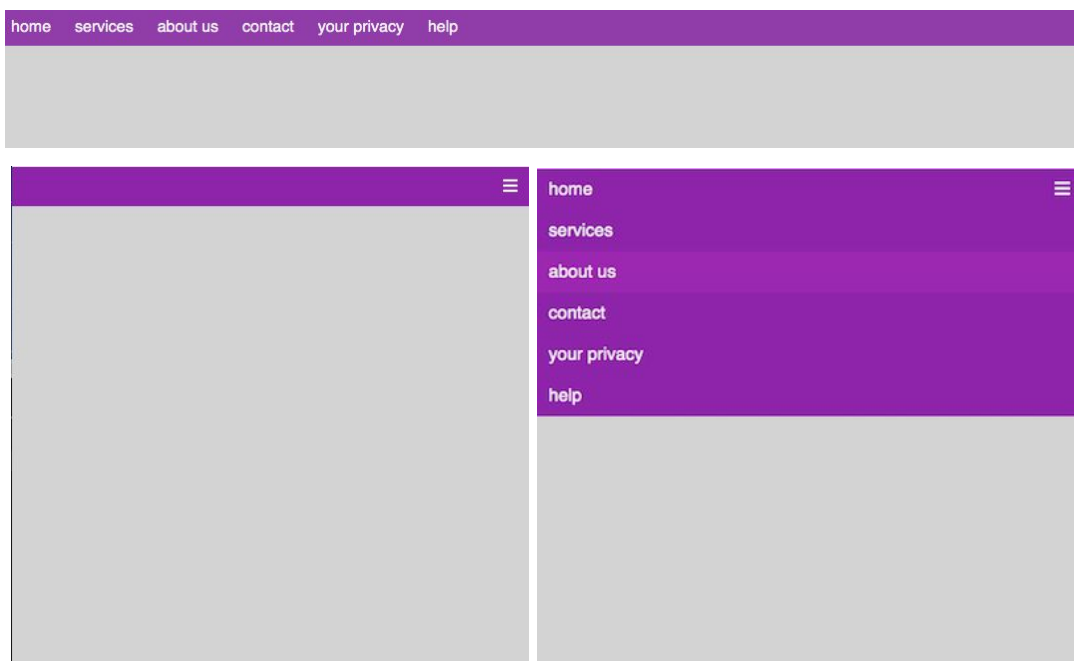 home services about us contact your privacy help
home
services
about us
contact
your privacy
help